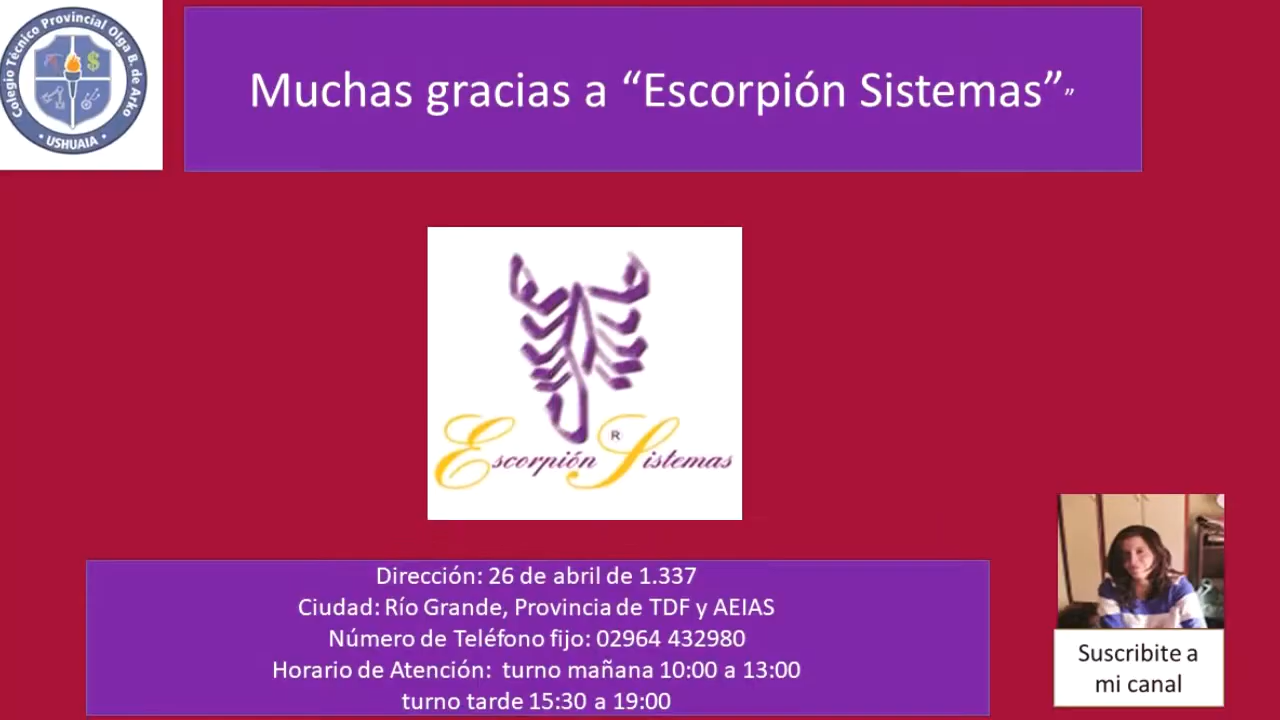 Colegio Técnico Provincial Olga B. de Arko
• USHUAIA •
$
Muchas gracias a “Escorpión Sistemas””
R
Escorpión Sistemas
Dirección: 26 de abril de 1.337
Ciudad: Río Grande, Provincia de TDF y AEIAS
Número de Teléfono fijo: 02964 432980
Horario de Atención: turno mañana 10:00 a 13:00
turno tarde 15:30 a 19:00
Suscribite a
mi canal